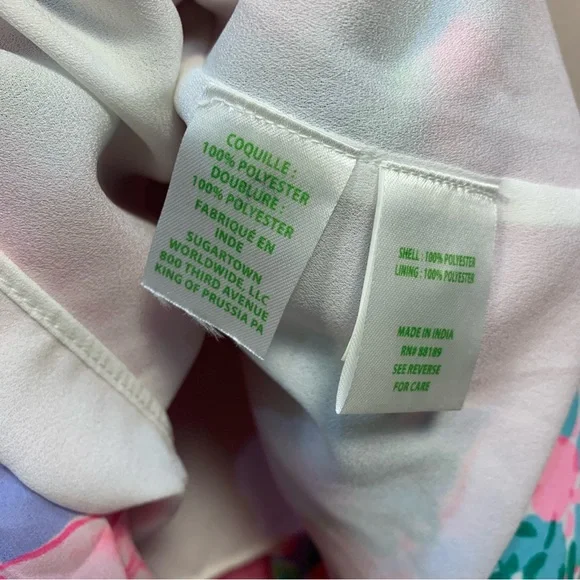 COQUILLE :
100% POLYESTER
DOUBLURE :
100% POLYESTER
FABRIQUÉ EN
INDE
SUGARTOWN
WORLDWIDE, LLC
800 THIRD AVENUE
KING OF PRUSSIA PA
SHELL : 100% POLYESTER
LINING : 100% POLYESTER
MADE IN INDIA
RN# 88189
SEE REVERSE
FOR CARE